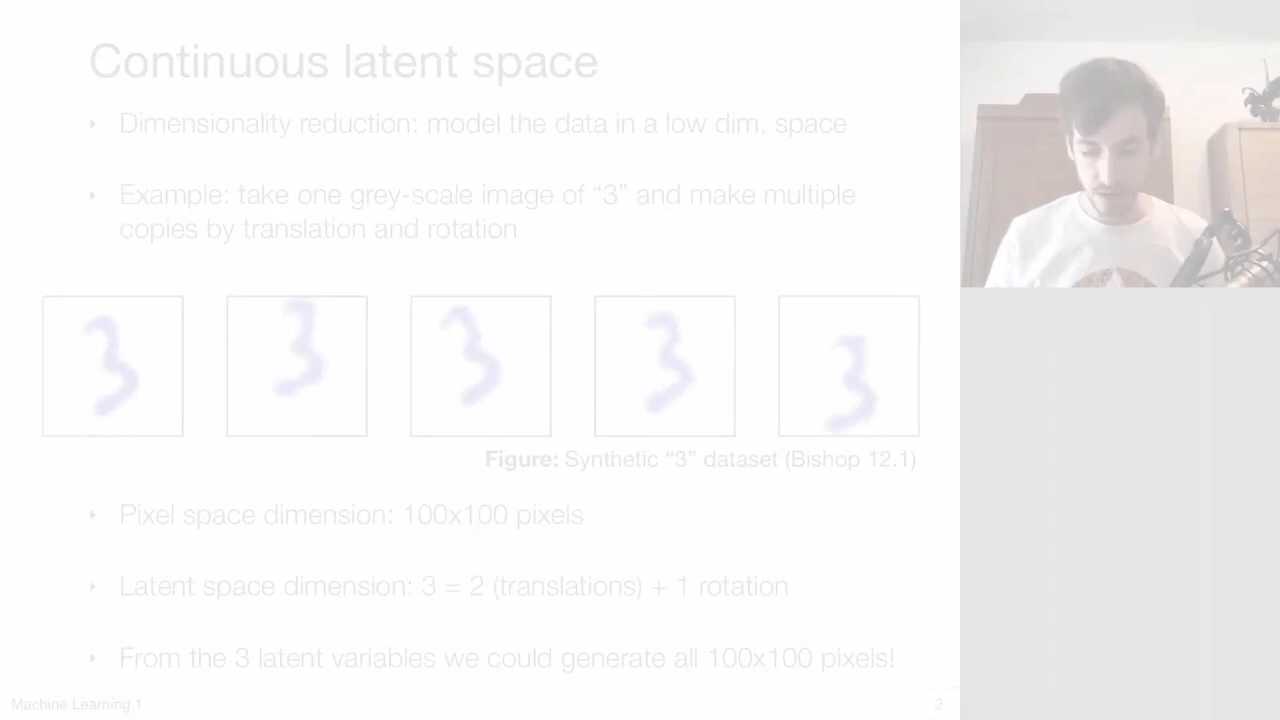 Continuous latent space
Dimensionality reduction: model the data in a low dim. space
Example: take one grey-scale image of “3” and make multiple
copies by translation and rotation
3 3 3 3 3
Figure: Synthetic “3” dataset (Bishop 12.1)
Pixel space dimension: 100x100 pixels
Latent space dimension: 3 = 2 (translations) + 1 rotation
From the 3 latent variables we could generate all 100x100 pixels!
Machine Learning 1
2